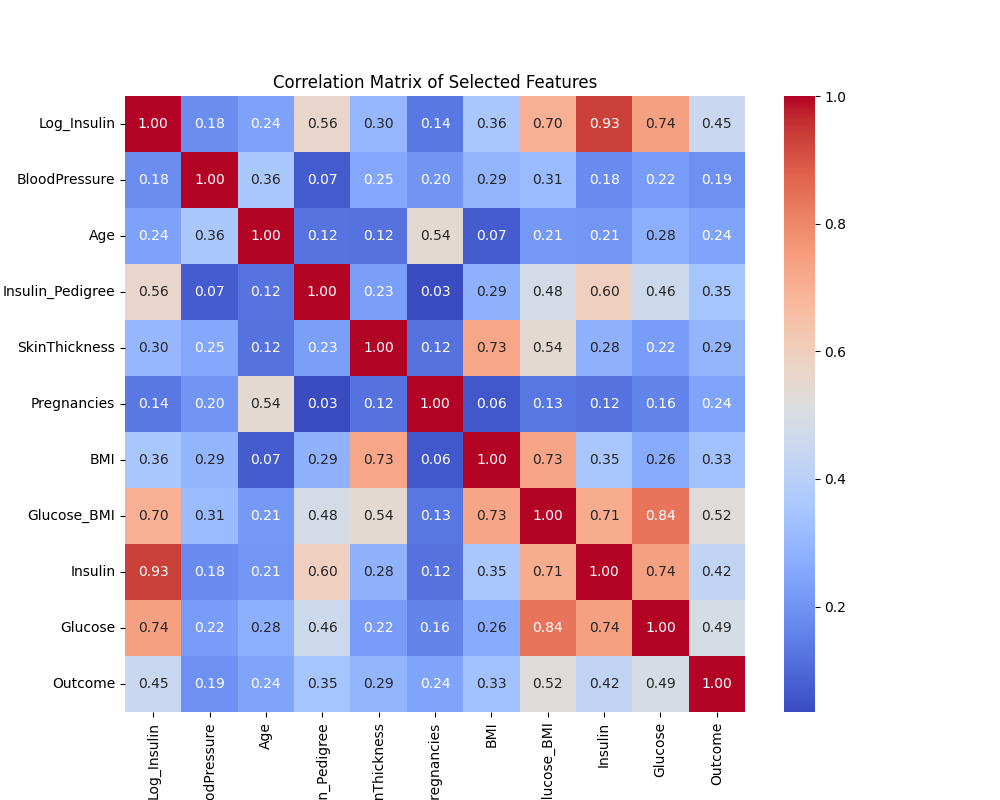 Correlation Matrix of Selected Features
Log_Insulin 1.00 0.18 0.24 0.56 0.30 0.14 0.36 0.70 0.93 0.74 0.45
BloodPressure 0.18 1.00 0.36 0.07 0.25 0.20 0.29 0.31 0.18 0.22 0.19
Age 0.24 0.36 1.00 0.12 0.12 0.54 0.07 0.21 0.21 0.28 0.24
Insulin_Pedigree 0.56 0.07 0.12 1.00 0.23 0.03 0.29 0.48 0.60 0.46 0.35
SkinThickness 0.30 0.25 0.12 0.23 1.00 0.12 0.73 0.54 0.28 0.22 0.29
Pregnancies 0.14 0.20 0.54 0.03 0.12 1.00 0.06 0.13 0.12 0.16 0.24
BMI 0.36 0.29 0.07 0.29 0.73 0.06 1.00 0.73 0.35 0.26 0.33
Glucose_BMI 0.70 0.31 0.21 0.48 0.54 0.13 0.73 1.00 0.71 0.84 0.52
Insulin 0.93 0.18 0.21 0.60 0.28 0.12 0.35 0.71 1.00 0.74 0.42
Glucose 0.74 0.22 0.28 0.46 0.22 0.16 0.26 0.84 0.74 1.00 0.49
Outcome 0.45 0.19 0.24 0.35 0.29 0.24 0.33 0.52 0.42 0.49 1.00
Log_Insulin
odPressure
Age
n_Pedigree
nThickness
regnancies
BMI
lucose_BMI
Insulin
Glucose
Outcome
1.0
0.8
0.6
0.4
0.2